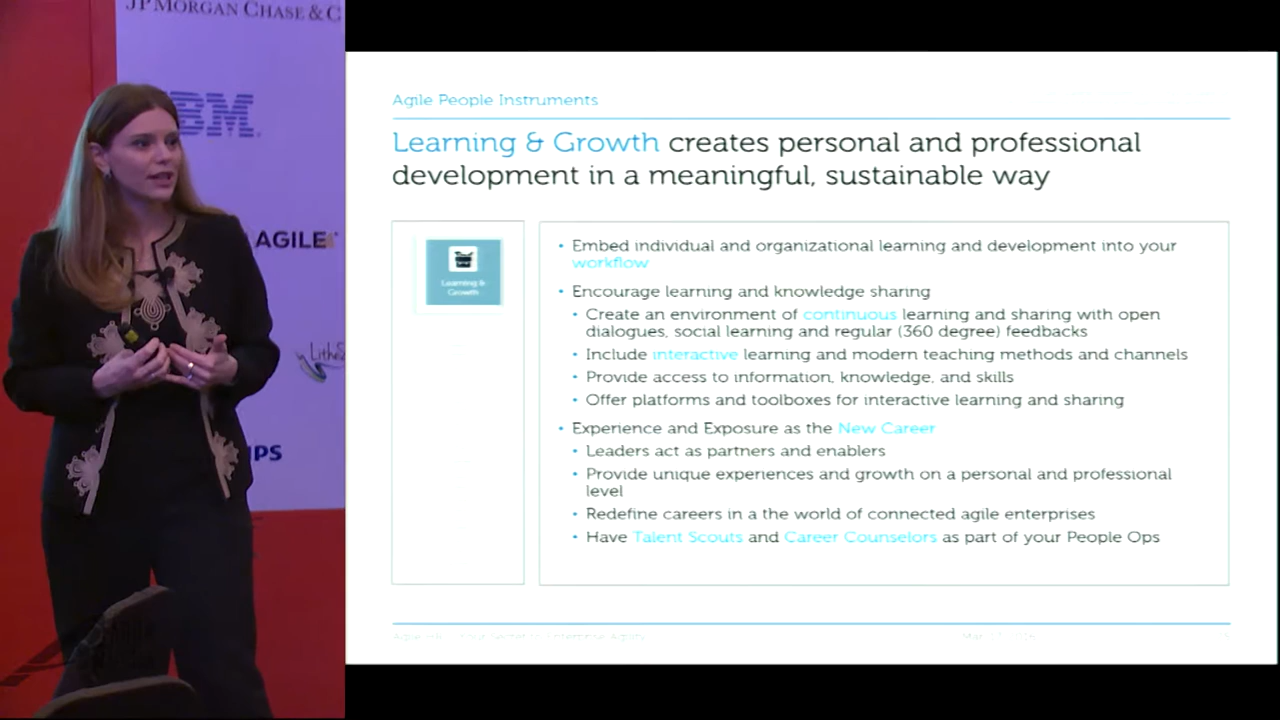 JPMORGAN CHASE & C
IBM
AGILE
Lithe
IPS
Agile People Instruments
Learning & Growth creates personal and professional
development in a meaningful, sustainable way
Learning &
Growth
• Embed individual and organizational learning and development into your
workflow
• Encourage learning and knowledge sharing
• Create an environment of continuous learning and sharing with open
dialogues, social learning and regular (360 degree) feedbacks
• Include interactive learning and modern teaching methods and channels
• Provide access to information, knowledge, and skills
• Offer platforms and toolboxes for interactive learning and sharing
• Experience and Exposure as the New Career
• Leaders act as partners and enablers
• Provide unique experiences and growth on a personal and professional
level
• Redefine careers in a the world of connected agile enterprises
• Have Talent Scouts and Career Counselors as part of your People Ops